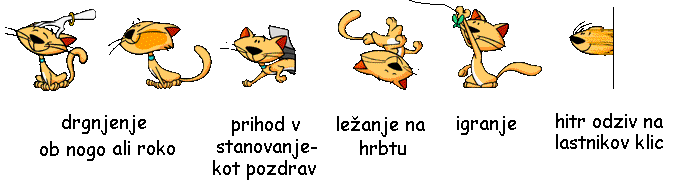 drgnjenje
ob nogo ali roko
prihod v
stanovanje-
kot pozdrav
ležanje na
hrbtu
igranje
hitr odziv na
lastnikov klic